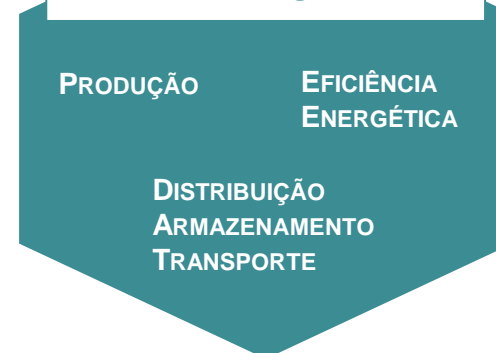 PRODUÇÃO
EFICIÊNCIA
ENERGÉTICA
DISTRIBUIÇÃO
ARMAZENAMENTO
TRANSPORTE